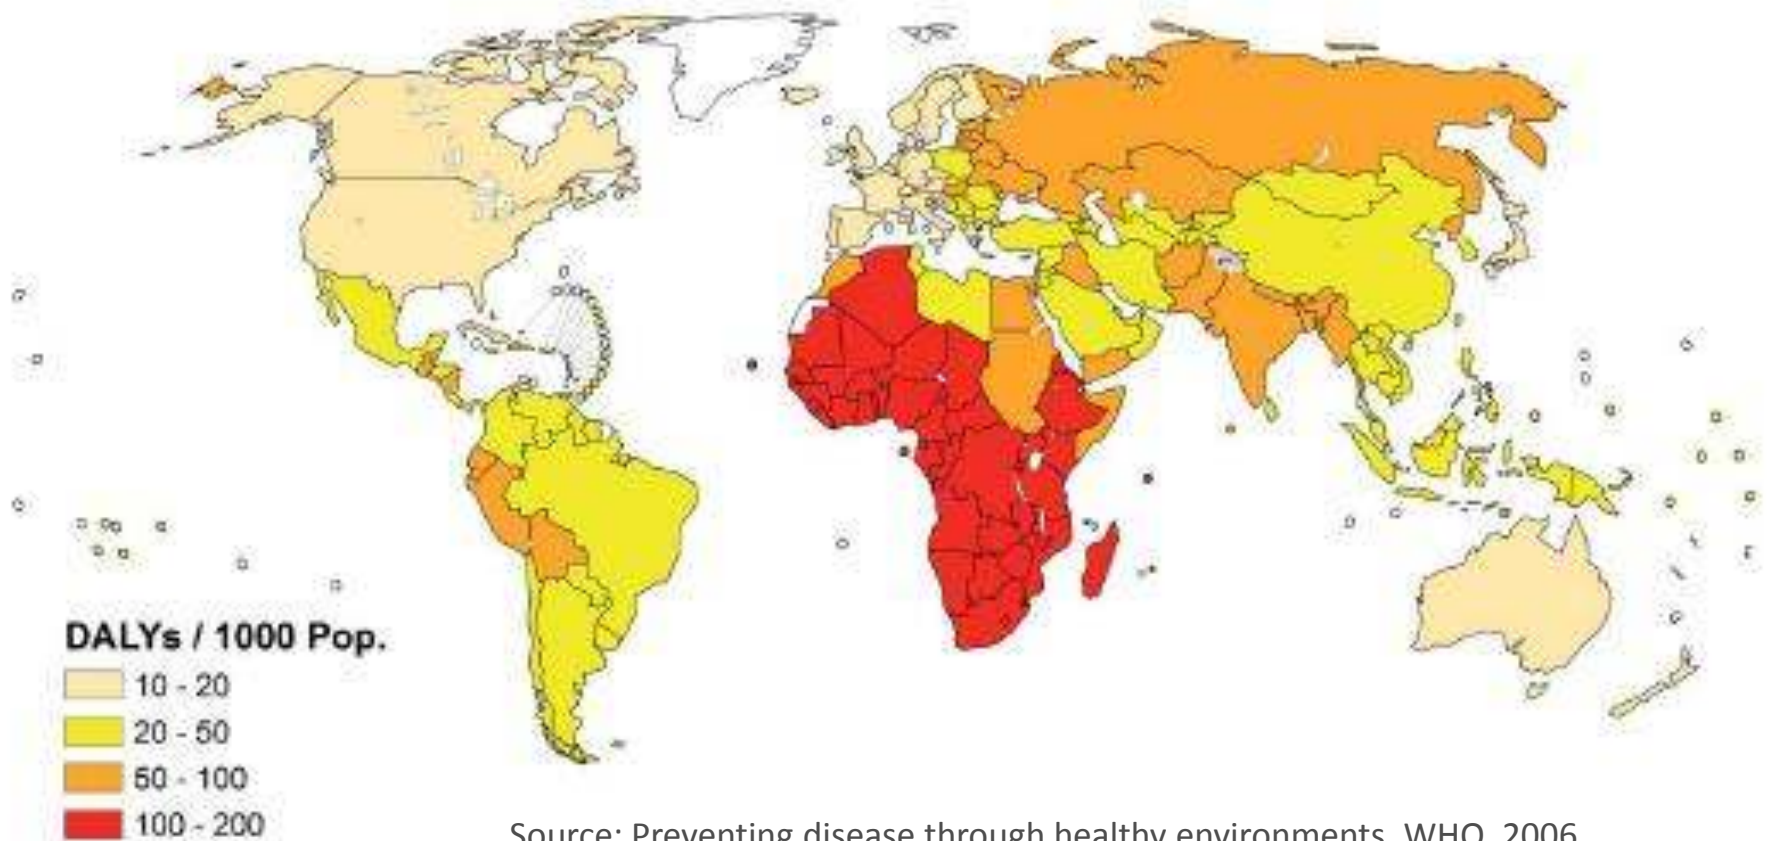 DALYs / 1000 Pop.
10 - 20
20 - 50
50 - 100
100 - 200
Source: Preventing disease through healthy environments, WHO, 2006